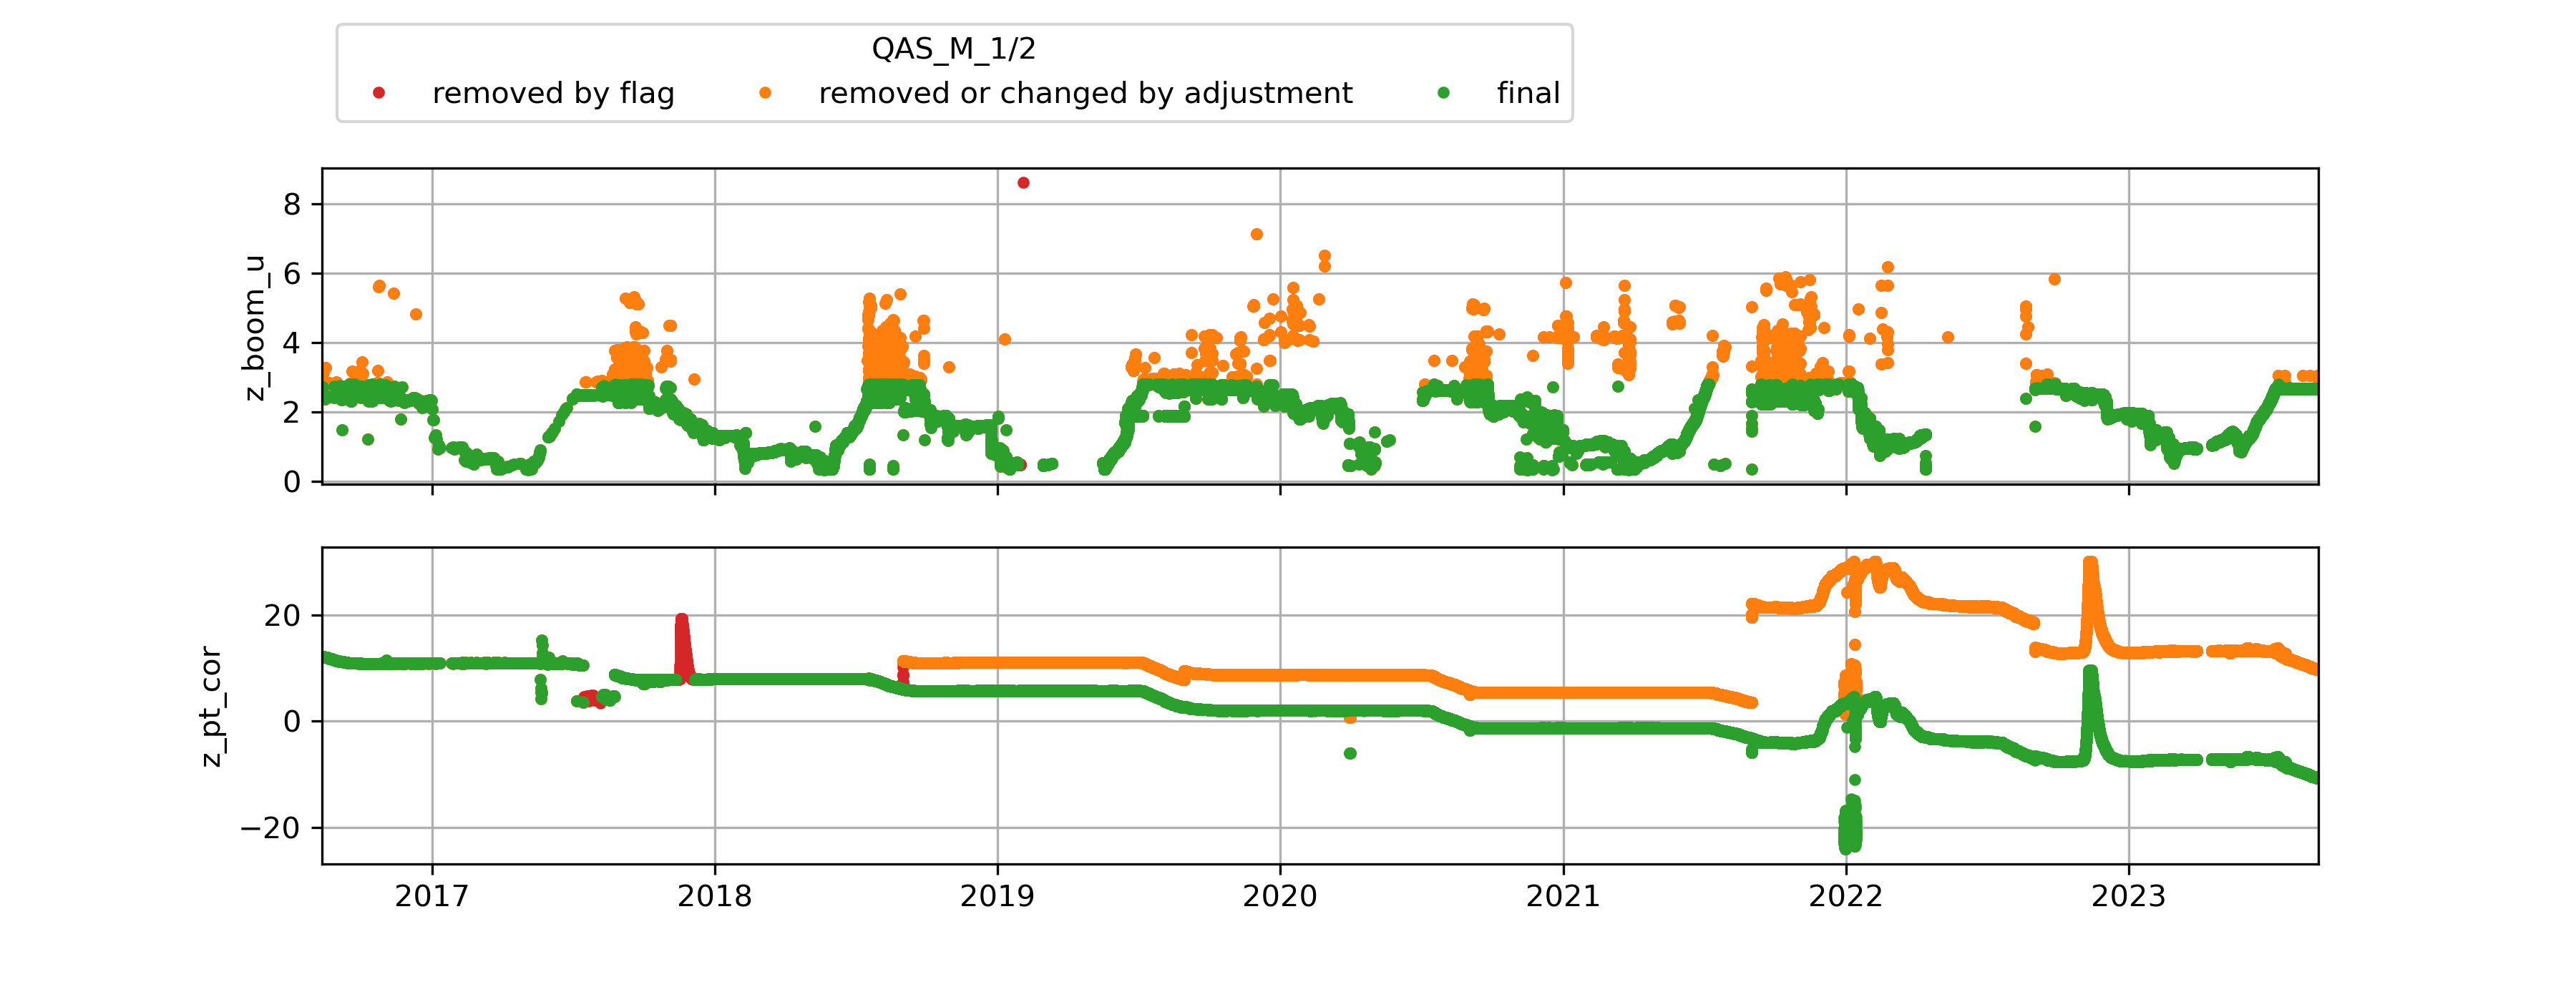 QAS_M_1/2
removed by flag removed or changed by adjustment final
z_boom_u
8
6
4
2
0
z_pt_cor
20
0
−20
2017 2018 2019 2020 2021 2022 2023